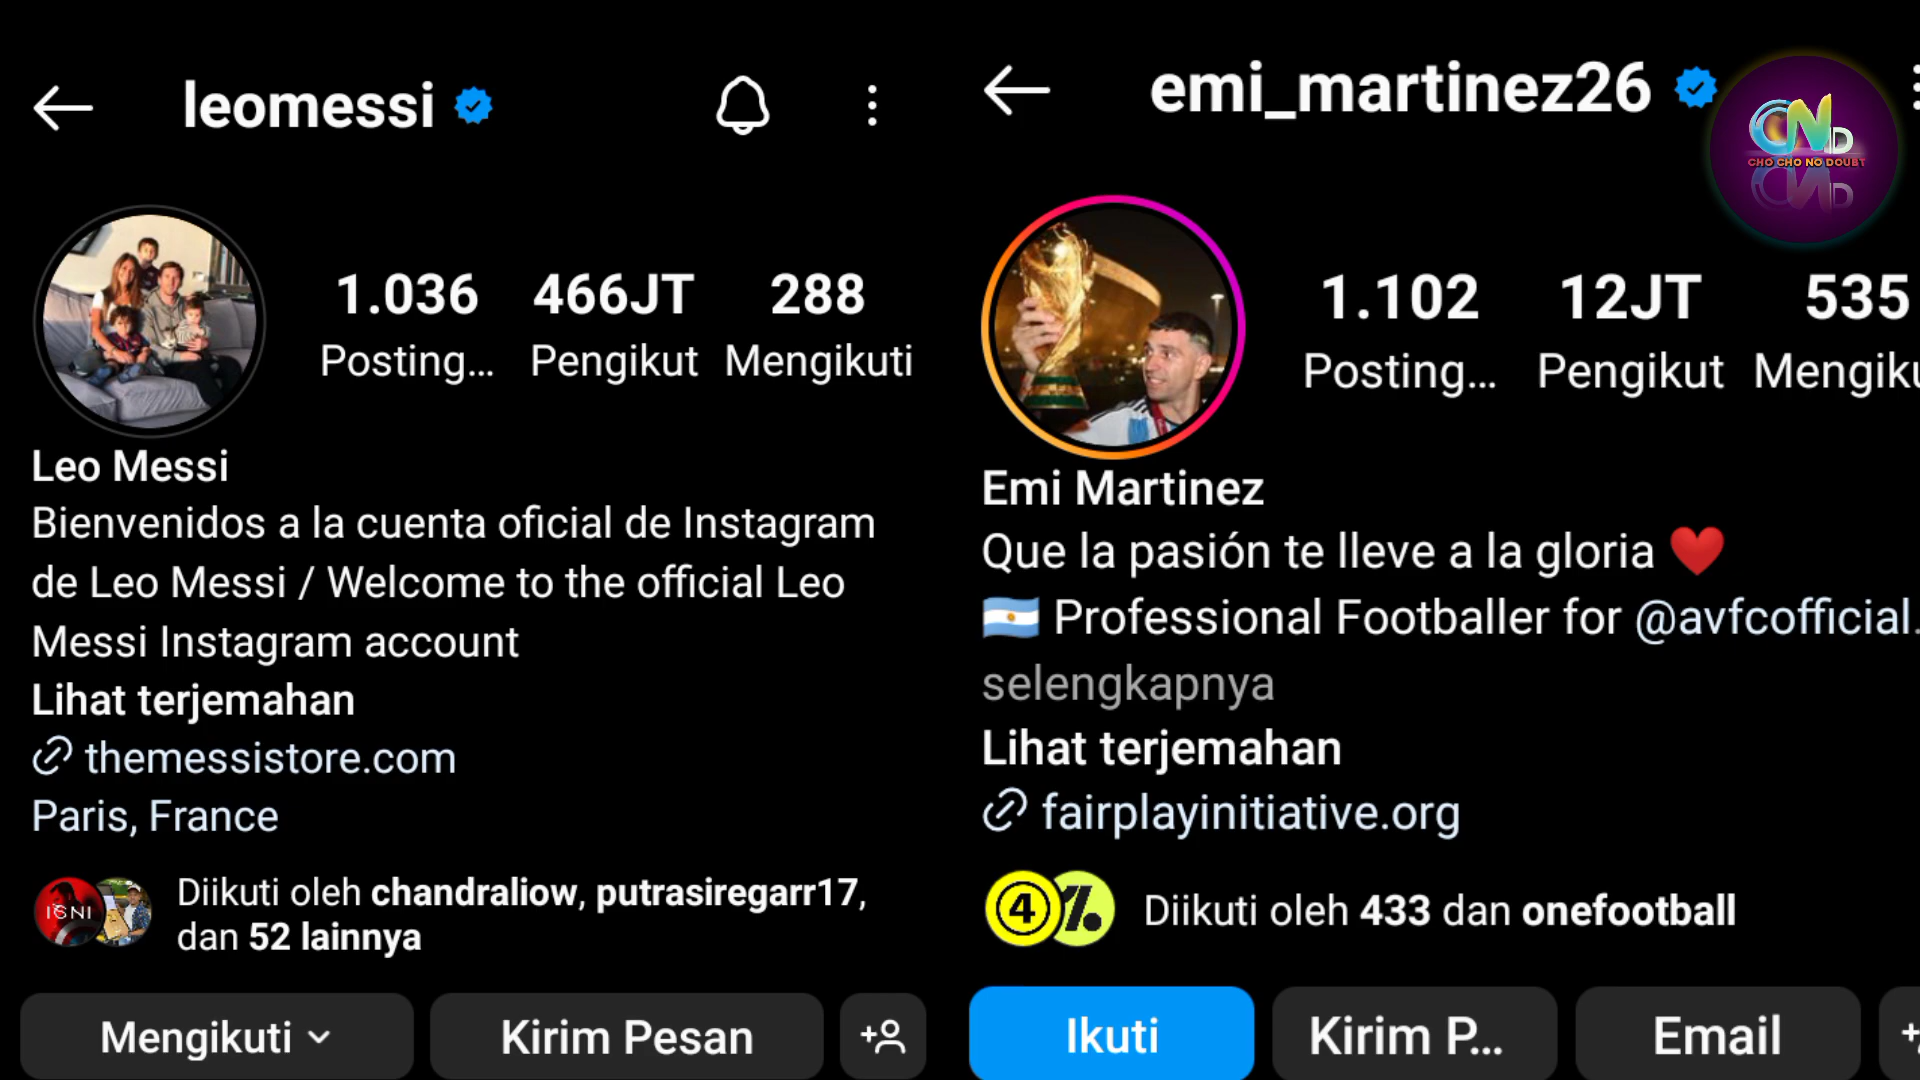 leomessi
1.036
466JT
288
Posting...
Pengikut
Mengikuti
Leo Messi
Bienvenidos a la cuenta oficial de Instagram
de Leo Messi / Welcome to the official Leo
Messi Instagram account
Lihat terjemahan
themessistore.com
Paris, France
IGNI
Diikuti oleh chandraliow, putrasiregarr17,
dan 52 lainnya
Mengikuti
Kirim Pesan
emi_martinez26
CND
CHO CHO NO DOUBT
1.102
12JT
535
Posting...
Pengikut
Mengiku
Emi Martinez
Que la pasión te lleve a la gloria ❤️
🇦🇷 Professional Footballer for @avfcofficial.
selengkapnya
Lihat terjemahan
fairplayinitiative.org
4
Diikuti oleh 433 dan onefootball
Ikuti
Kirim P...
Email